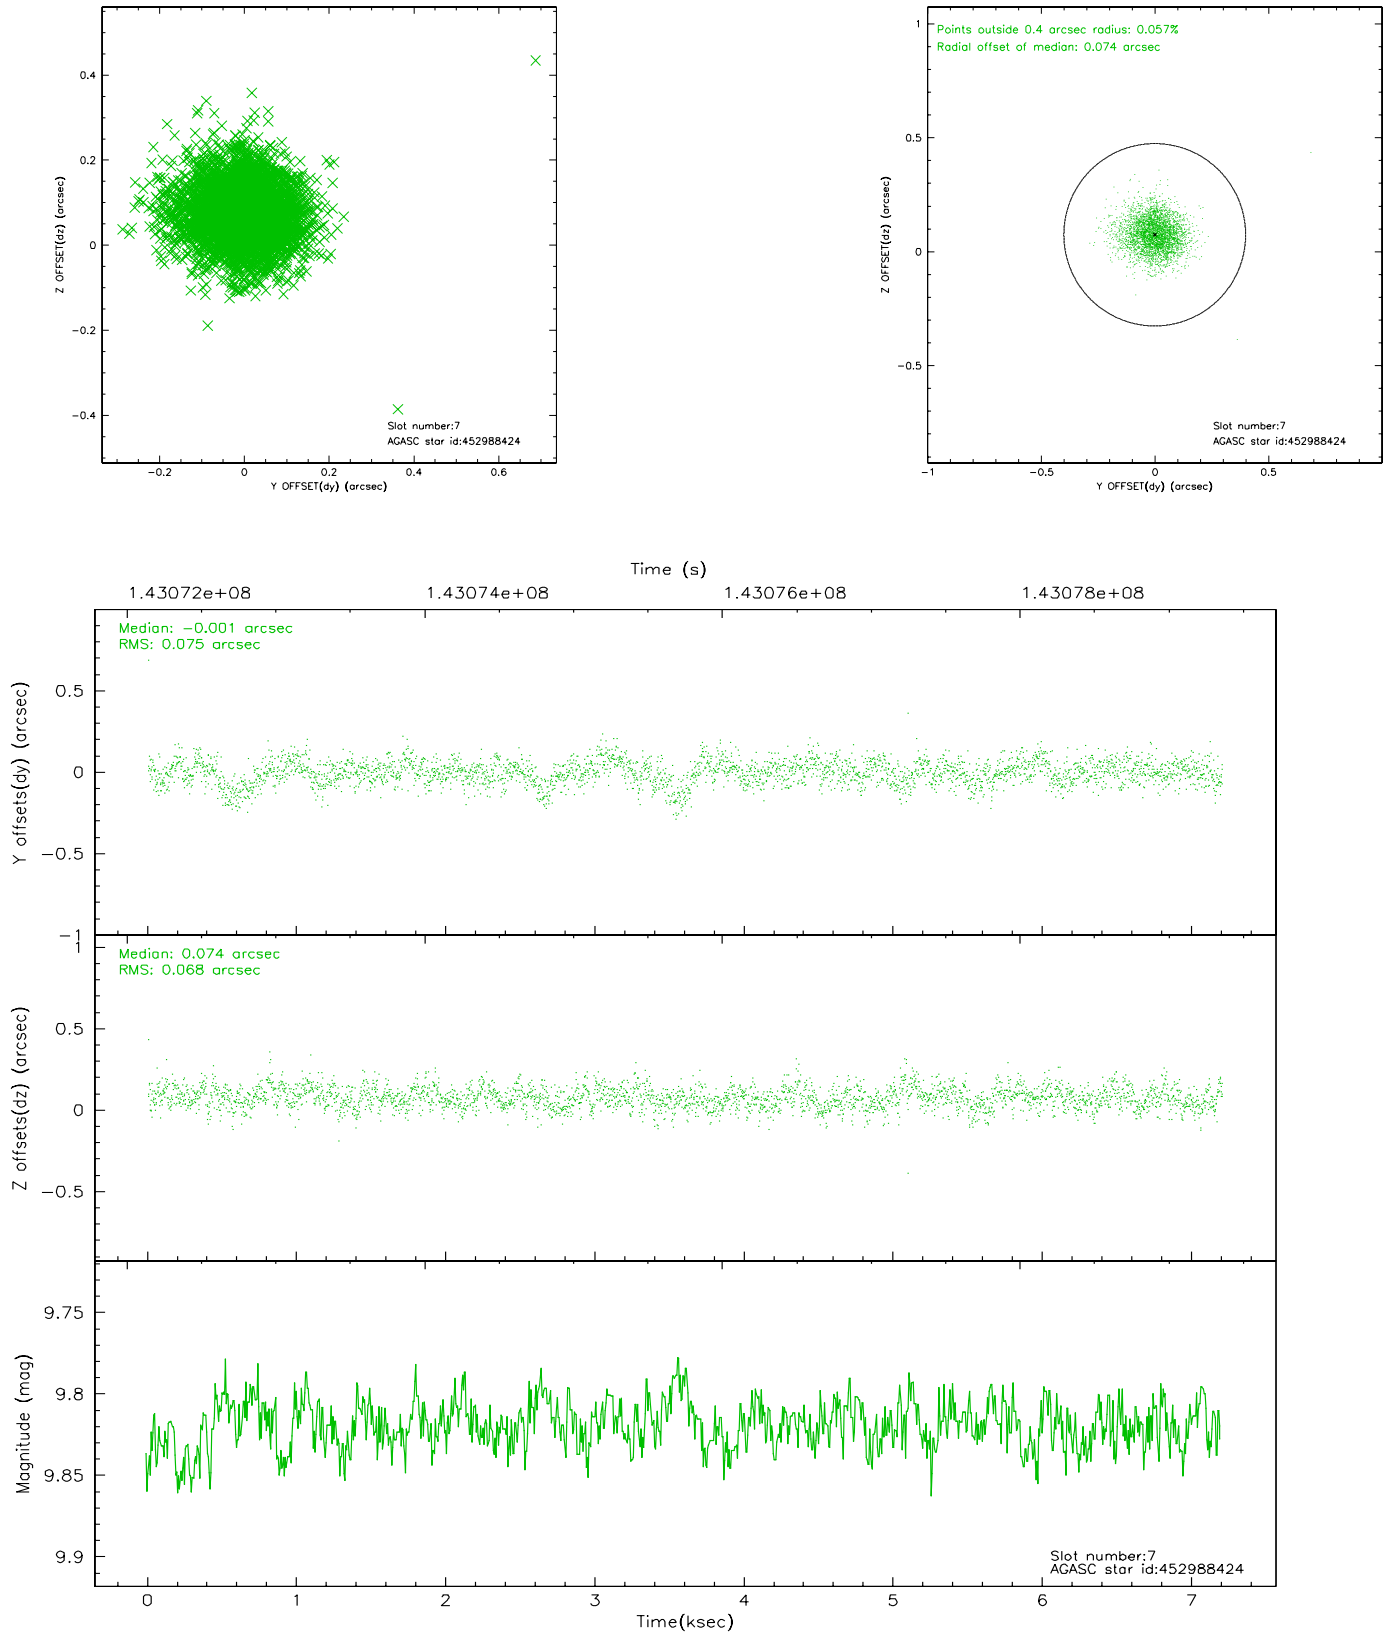 0.4
0.2
0
−0.2
−0.4
Z OFFSET(dz) (arcsec)
Slot number:7
AGASC star id:452988424
−0.2
0
0.2
0.4
0.6
Y OFFSET(dy) (arcsec)
Points outside 0.4 arcsec radius: 0.057%
Radial offset of median: 0.074 arcsec
1
0.5
0
−0.5
Z OFFSET(dz) (arcsec)
Slot number:7
AGASC star id:452988424
−1
−0.5
0
0.5
Y OFFSET(dy) (arcsec)
Time (s)
1.43072e+08
1.43074e+08
1.43076e+08
1.43078e+08
Median: −0.001 arcsec
RMS: 0.075 arcsec
0.5
0
−0.5
−1
Y offsets(dy) (arcsec)
Median: 0.074 arcsec
RMS: 0.068 arcsec
1
0.5
0
−0.5
Z offsets(dz) (arcsec)
9.75
9.8
9.85
9.9
Magnitude (mag)
Slot number:7
AGASC star id:452988424
0
1
2
3
4
5
6
7
Time(ksec)